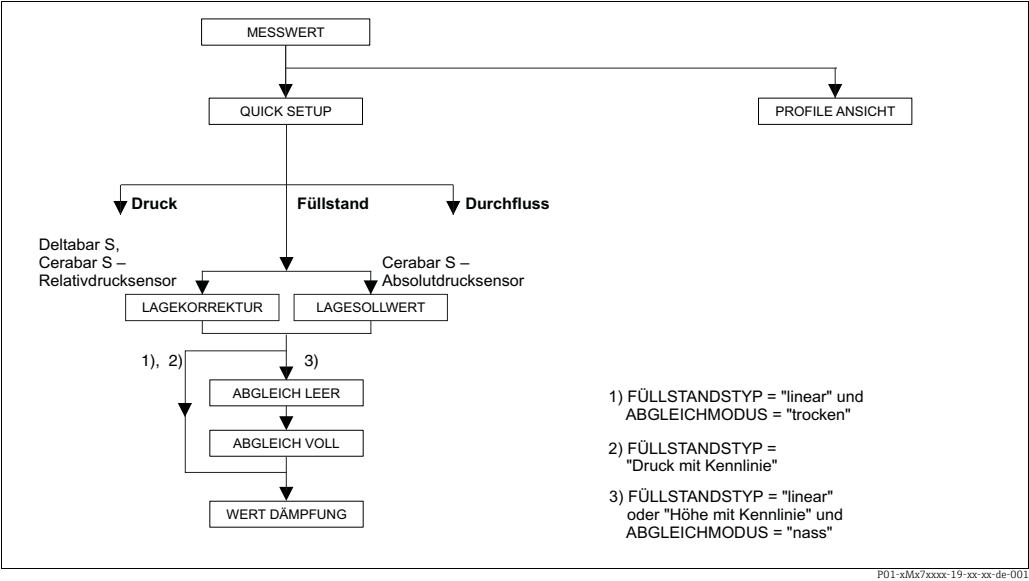 MESSWERT
QUICK SETUP
PROFILE ANSICHT
Druck
Füllstand
Durchfluss
Deltabar S,
Cerabar S –
Relativdrucksensor
Cerabar S –
Absolutdrucksensor
LAGEKORREKTUR
LAGESOLLWERT
1), 2)
3)
ABGLEICH LEER
ABGLEICH VOLL
WERT DÄMPFUNG
1) FÜLLSTANDSTYP = "linear" und
ABGLEICHMODUS = "trocken"
2) FÜLLSTANDSTYP =
"Druck mit Kennlinie"
3) FÜLLSTANDSTYP = "linear"
oder "Höhe mit Kennlinie" und
ABGLEICHMODUS = "nass"
P01-xMx7xxxx-19-xx-xx-de-001